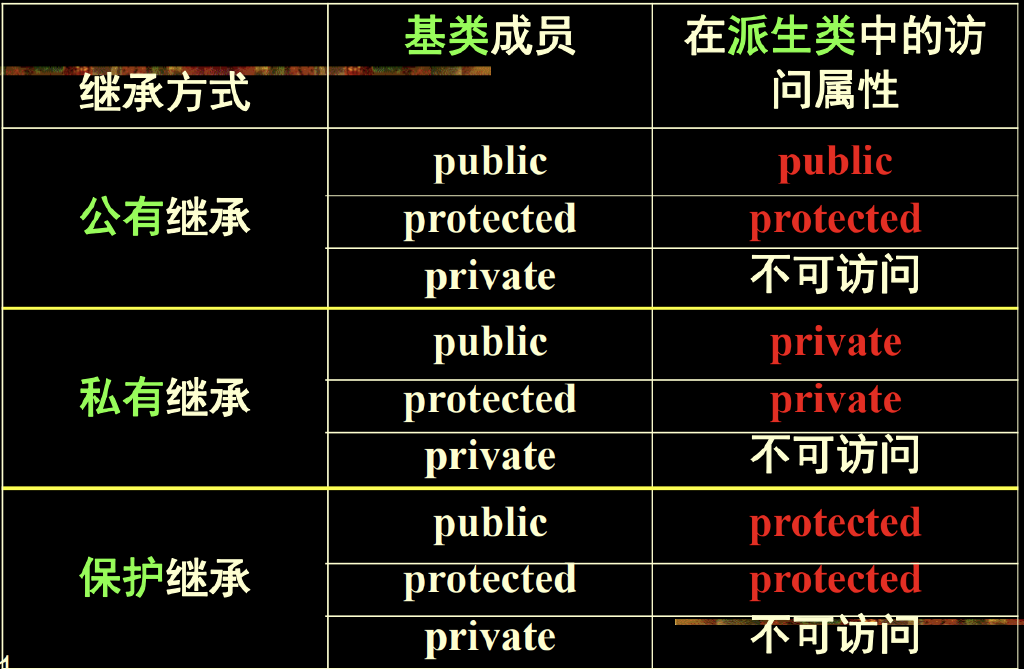 基类成员
在派生类中的访
问属性
继承方式
public
public
公有继承
protected
protected
private
不可访问
public
private
私有继承
protected
private
private
不可访问
public
protected
保护继承
protected
protected
private
不可访问